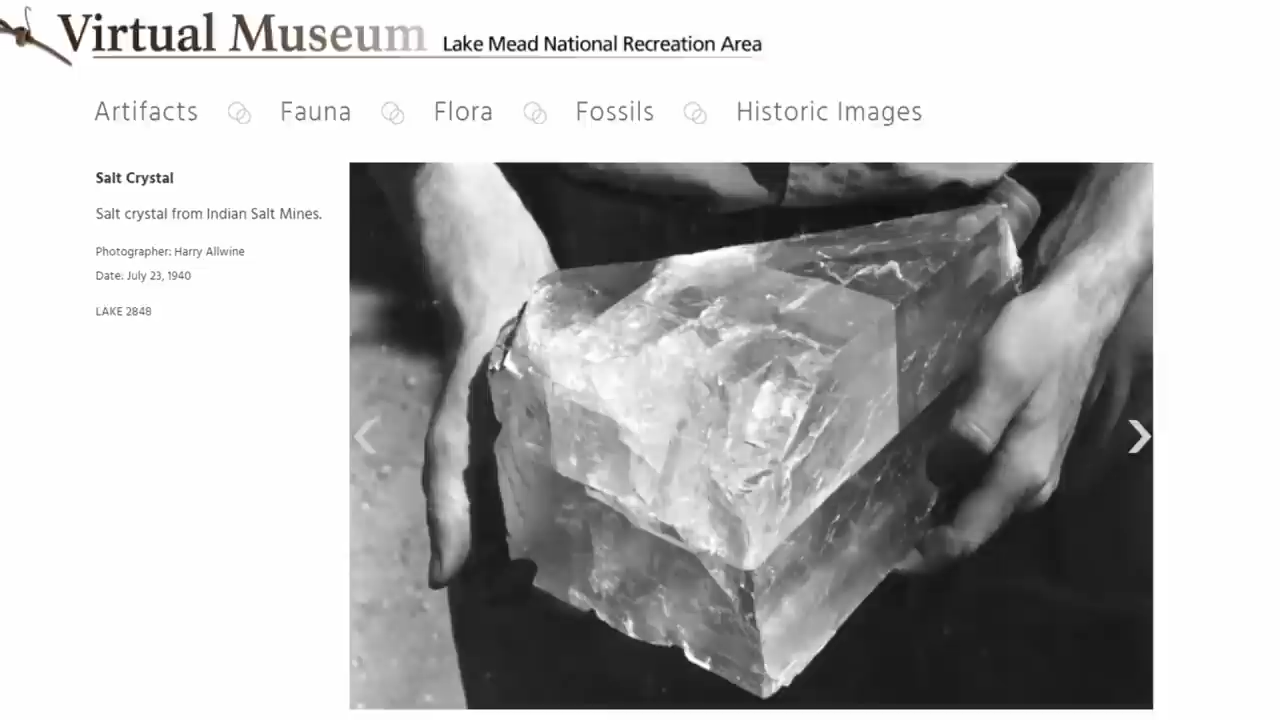 Virtual Museum Lake Mead National Recreation Area
Artifacts Fauna Flora Fossils Historic Images
Salt Crystal
Salt crystal from Indian Salt Mines.
Photographer: Harry Allwine
Date: July 23, 1940
LAKE 2848